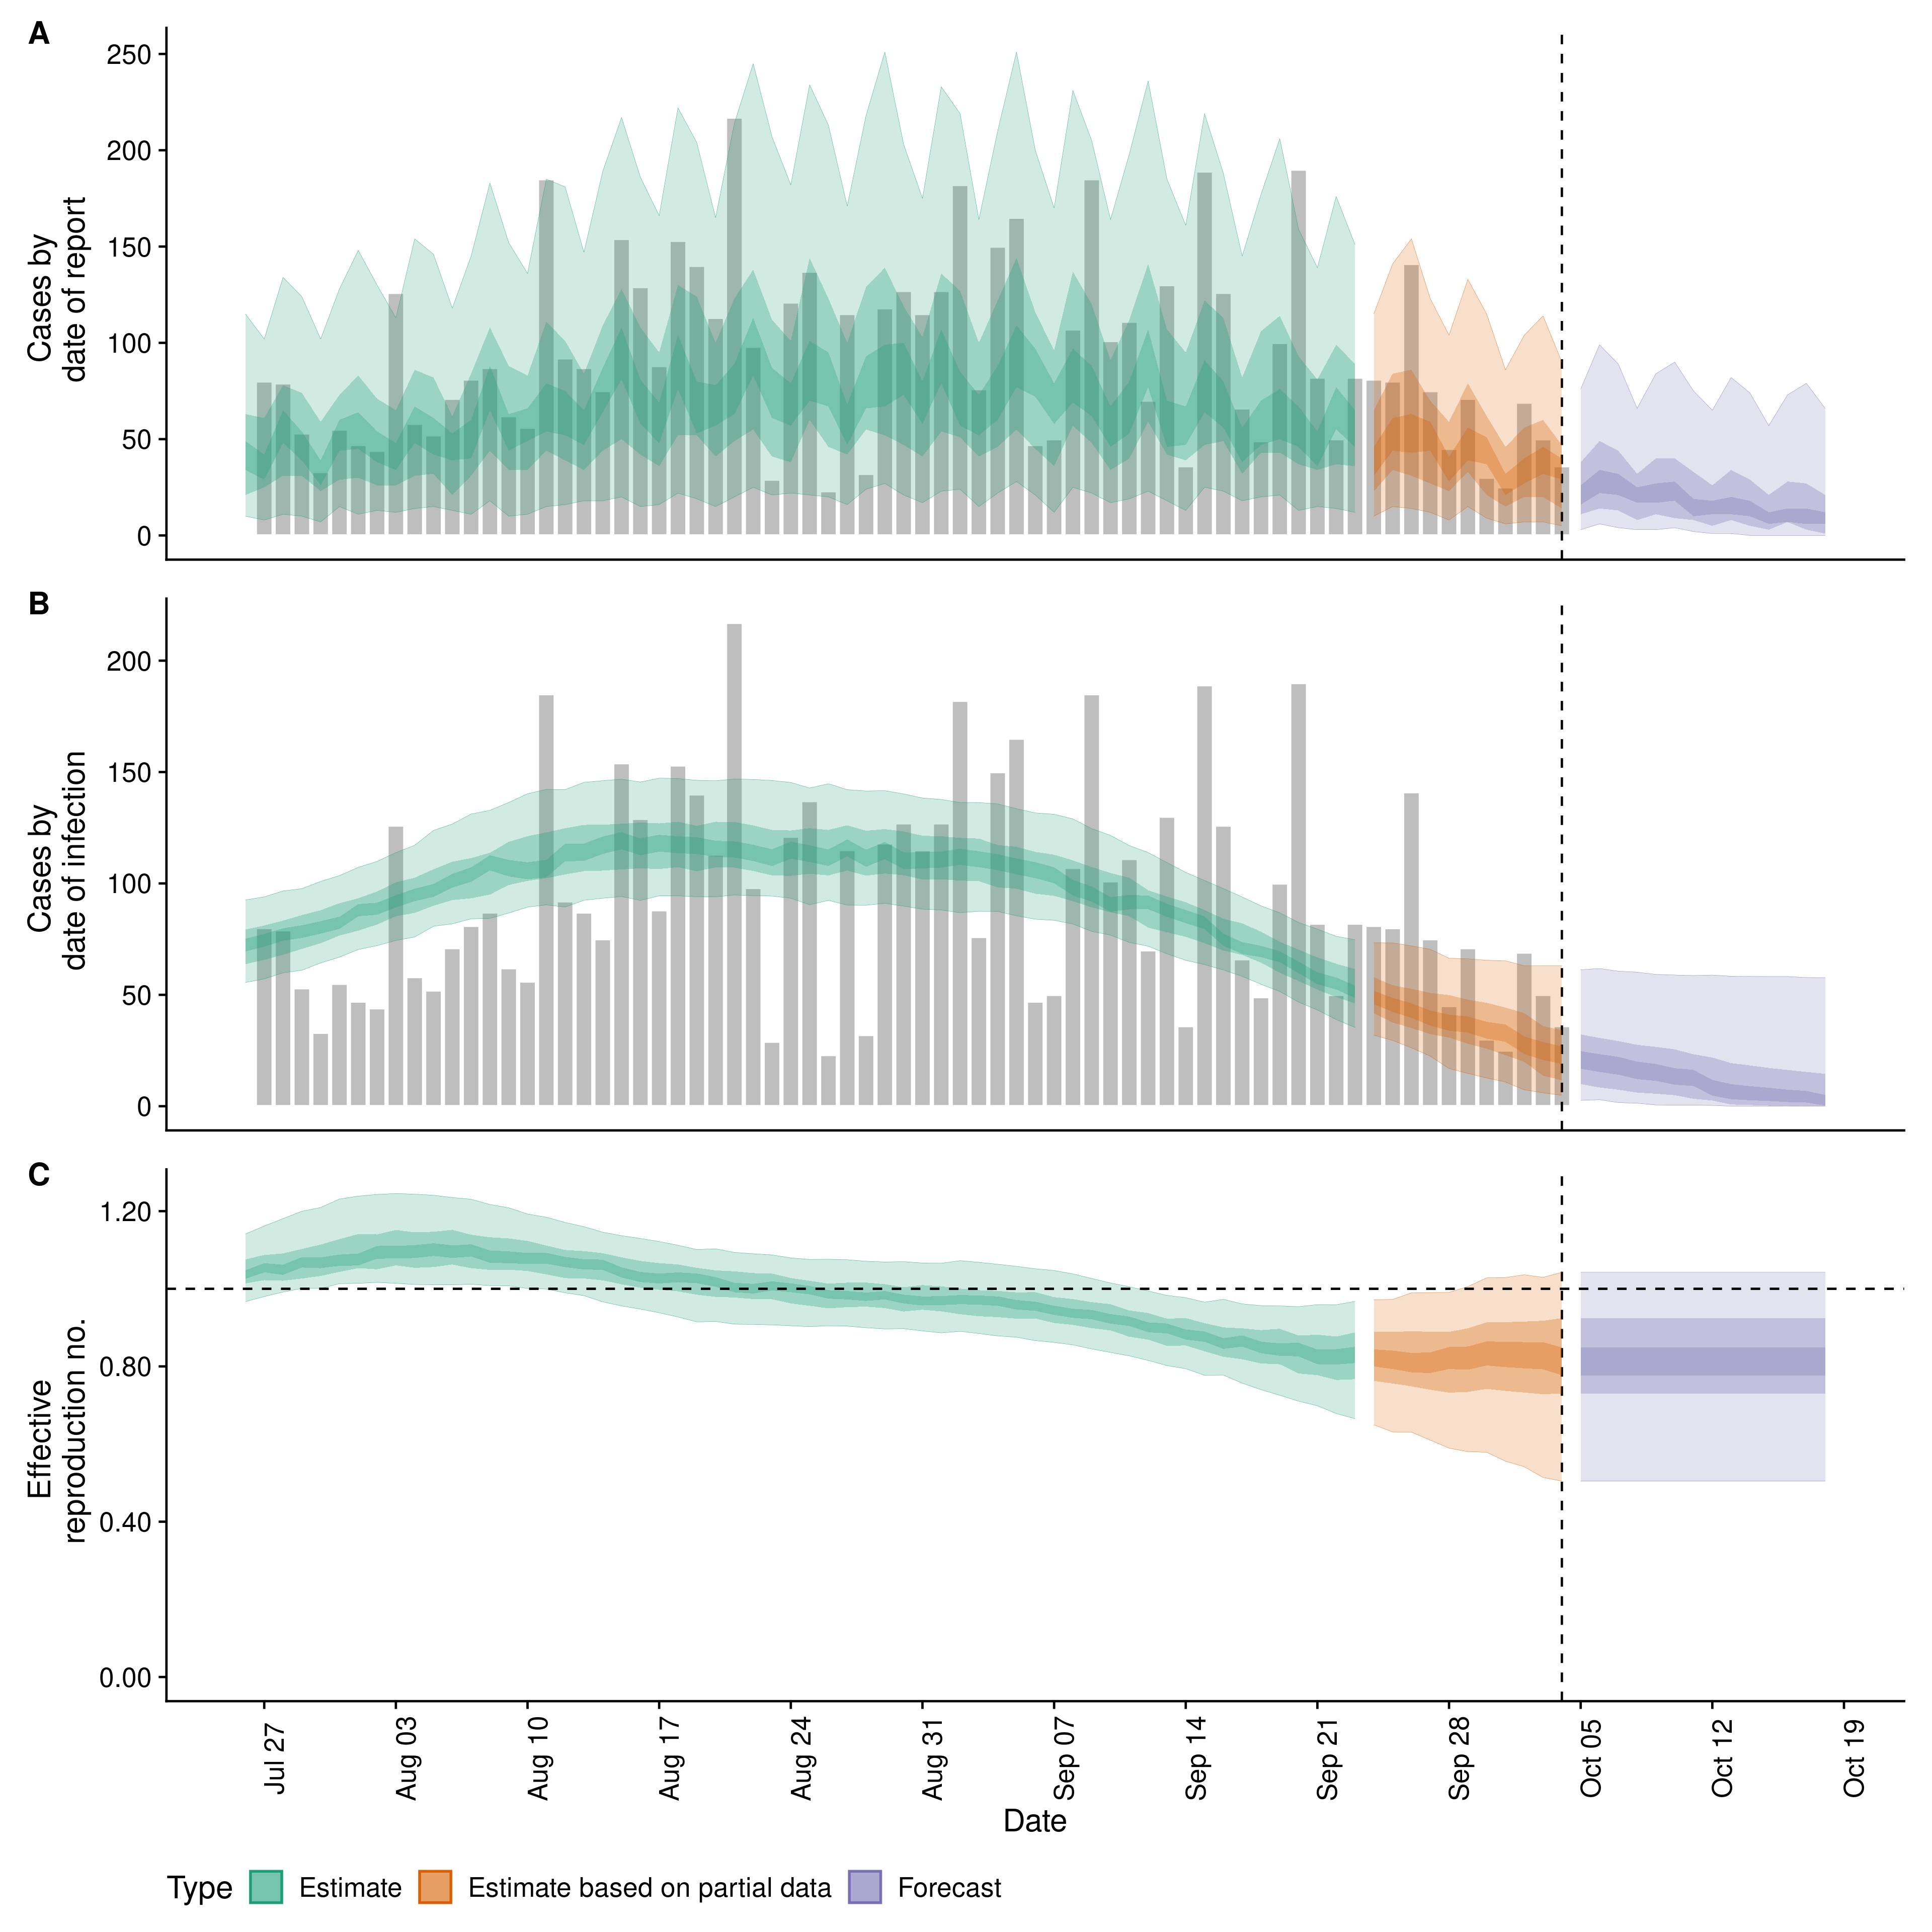 A
Cases by
date of report
250
200
150
100
50
0
B
Cases by
date of infection
200
150
100
50
0
C
Effective
reproduction no.
1.20
0.80
0.40
0.00
Jul 27
Aug 03
Aug 10
Aug 17
Aug 24
Aug 31
Sep 07
Sep 14
Sep 21
Sep 28
Oct 05
Oct 12
Oct 19
Date
Type Estimate Estimate based on partial data Forecast